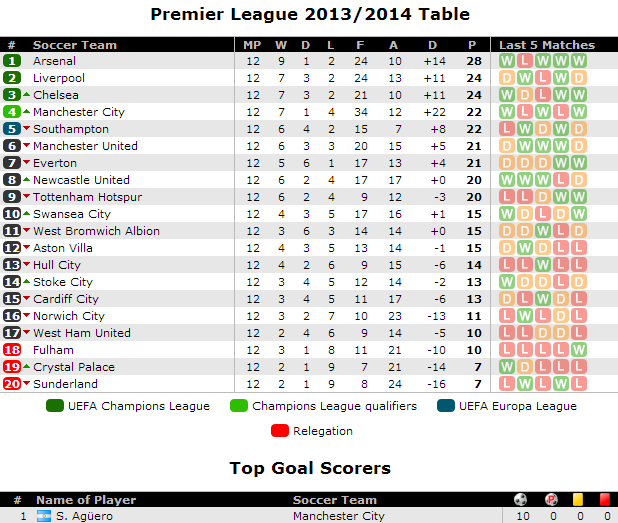 Premier League 2013/2014 Table
# Soccer Team MP W D L F A D P Last 5 Matches
1 Arsenal 12 9 1 2 24 10 +14 28 W L W W W
2 Liverpool 12 7 3 2 24 13 +11 24 D W L W D
3 Chelsea 12 7 3 2 21 10 +11 24 W D L W W
4 Manchester City 12 7 1 4 34 12 +22 22 W L W L W
5 Southampton 12 6 4 2 15 7 +8 22 L W D W D
6 Manchester United 12 6 3 3 20 15 +5 21 D W W W D
7 Everton 12 5 6 1 17 13 +4 21 D D D W W
8 Newcastle United 12 6 2 4 17 17 +0 20 W W W L D
9 Tottenham Hotspur 12 6 2 4 9 12 -3 20 L L D W W
10 Swansea City 12 4 3 5 17 16 +1 15 W D L D W
11 West Bromwich Albion 12 3 6 3 14 14 +0 15 D D W L D
12 Aston Villa 12 4 3 5 13 14 -1 15 D W D L L
13 Hull City 12 4 2 6 9 15 -6 14 L L W L L
14 Stoke City 12 3 4 5 12 14 -2 13 W D D L D
15 Cardiff City 12 3 4 5 11 17 -6 13 D L W D L
16 Norwich City 12 3 2 7 10 23 -13 11 L W L D L
17 West Ham United 12 2 4 6 9 14 -5 10 L L D D L
18 Fulham 12 3 1 8 11 21 -10 10 L L L L W
19 Crystal Palace 12 2 1 9 7 21 -14 7 W D L L L
20 Sunderland 12 2 1 9 8 24 -16 7 L W L W L
UEFA Champions League Champions League qualifiers UEFA Europa League
Relegation
Top Goal Scorers
# Name of Player Soccer Team
1 S. Agüero Manchester City 10 0 0 0